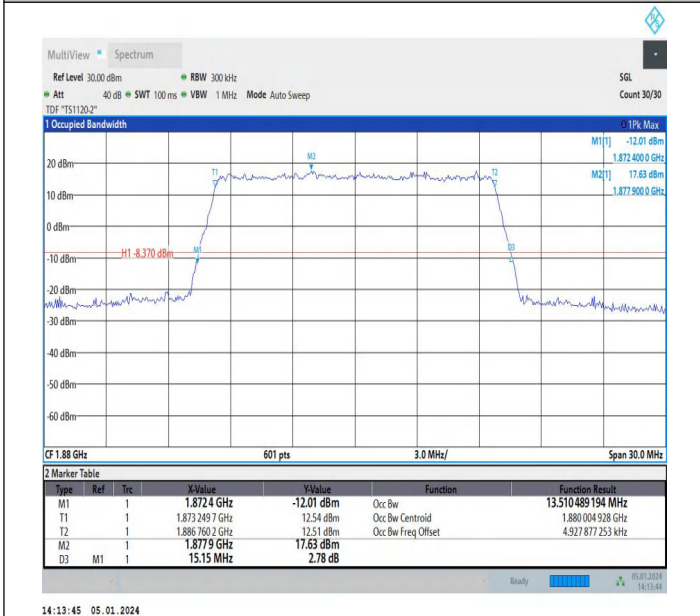 MultiView Spectrum
Ref Level 30.00 dBm RBW 300 kHz SGL
Att 40 dB SWT 100 ms VBW 1 MHz Mode Auto Sweep Count 30/30
TDF "TS1120-2"
1 Occupied Bandwidth 1Pk Max
M1[1] -12.01 dBm
1.872 400 0 GHz
M2[1] 17.63 dBm
1.877 900 0 GHz
M2
20 dBm
T1 T2
10 dBm
0 dBm
H1 -8.370 dBm M1 D3
-10 dBm
-20 dBm
-30 dBm
-40 dBm
-50 dBm
-60 dBm
CF 1.88 GHz 601 pts 3.0 MHz/ Span 30.0 MHz
2 Marker Table
Type Ref Trc X-Value Y-Value Function Function Result
M1 1 1.8724 GHz -12.01 dBm Occ Bw 13.510 489 194 MHz
T1 1 1.873 249 7 GHz 12.54 dBm Occ Bw Centroid 1.880 004 928 GHz
T2 1 1.886 760 2 GHz 12.51 dBm Occ Bw Freq Offset 4.927 877 253 kHz
M2 1 1.8779 GHz 17.63 dBm
D3 M1 1 15.15 MHz 2.78 dB
Ready 05.01.2024
14:13:44
14:13:45 05.01.2024